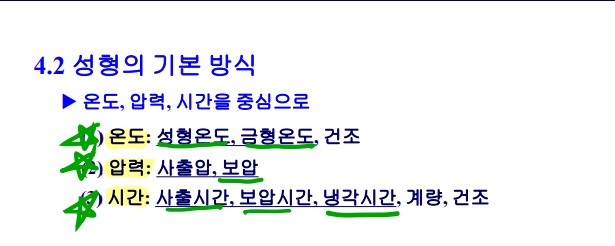 4.2 성형의 기본 방식
▶ 온도, 압력, 시간을 중심으로
(1) 온도: 성형온도, 금형온도, 건조
(2) 압력: 사출압, 보압
(3) 시간: 사출시간, 보압시간, 냉각시간, 계량, 건조